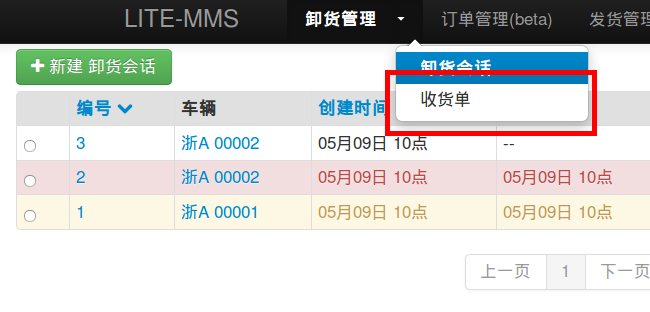 LITE-MMS 卸货管理 订单管理(beta) 发货管理
+ 新建 卸货会话
卸货会话
收货单
编号 车辆 创建时间
3 浙A 00002 05月09日 10点 --
2 浙A 00002 05月09日 10点 05月09日 10点
1 浙A 00001 05月09日 10点 05月09日 10点
上一页 1 下一页